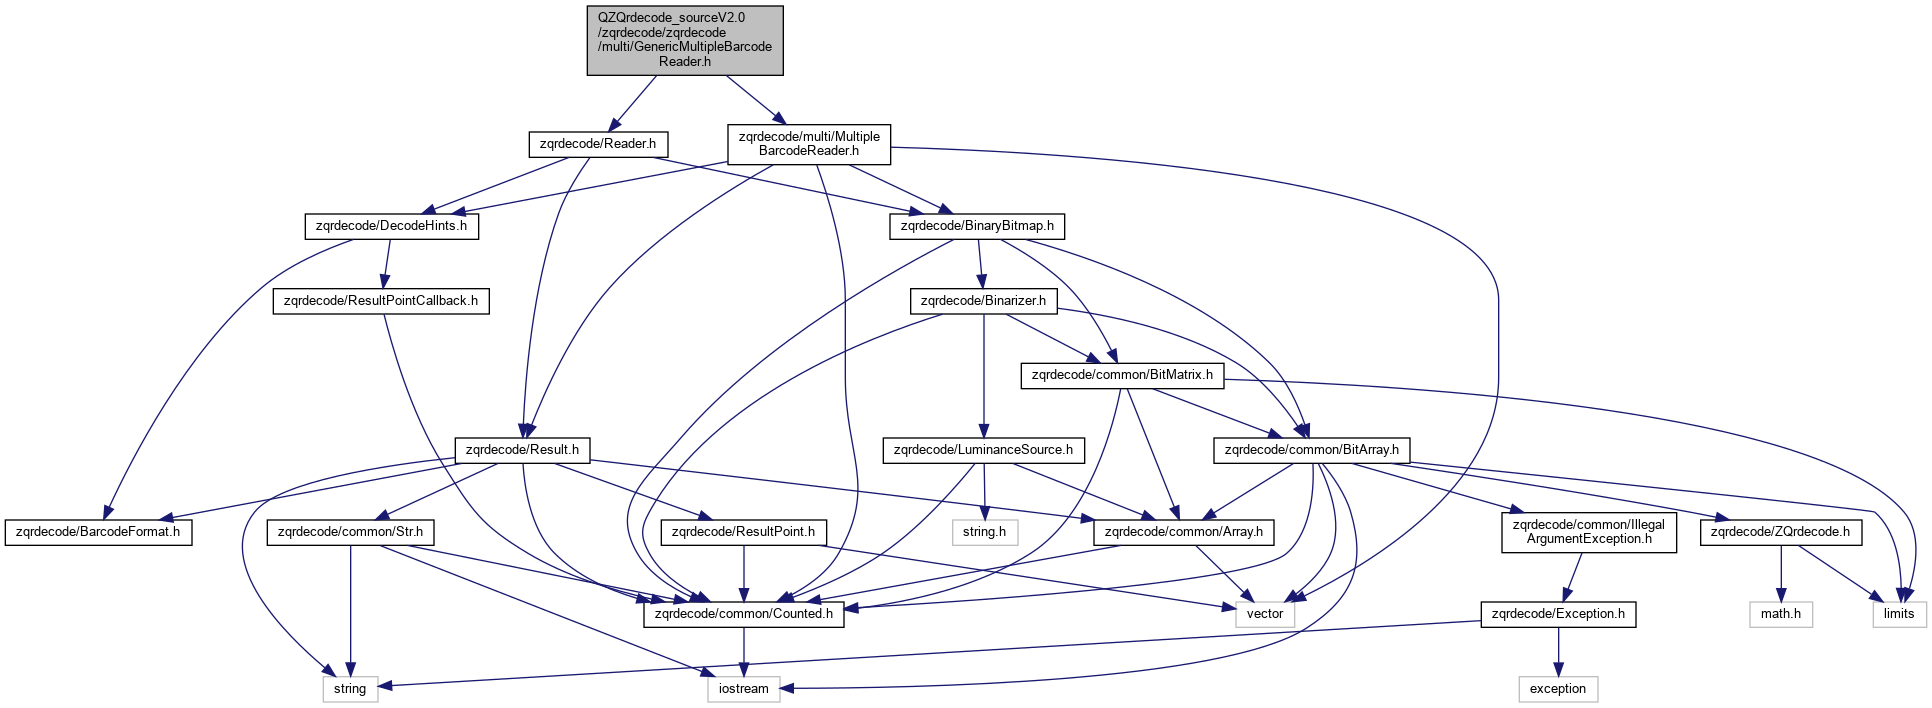 QZQrdecode_sourceV2.0
/zqrdecode/zqrdecode
/multi/GenericMultipleBarcode
Reader.h
zqrdecode/Reader.h
zqrdecode/multi/Multiple
BarcodeReader.h
zqrdecode/DecodeHints.h
zqrdecode/BinaryBitmap.h
zqrdecode/ResultPointCallback.h
zqrdecode/Binarizer.h
zqrdecode/common/BitMatrix.h
zqrdecode/Result.h
zqrdecode/LuminanceSource.h
zqrdecode/common/BitArray.h
zqrdecode/BarcodeFormat.h
zqrdecode/common/Str.h
zqrdecode/ResultPoint.h
string.h
zqrdecode/common/Array.h
zqrdecode/common/Illegal
ArgumentException.h
zqrdecode/ZQrdecode.h
zqrdecode/common/Counted.h
vector
zqrdecode/Exception.h
math.h
limits
string
iostream
exception